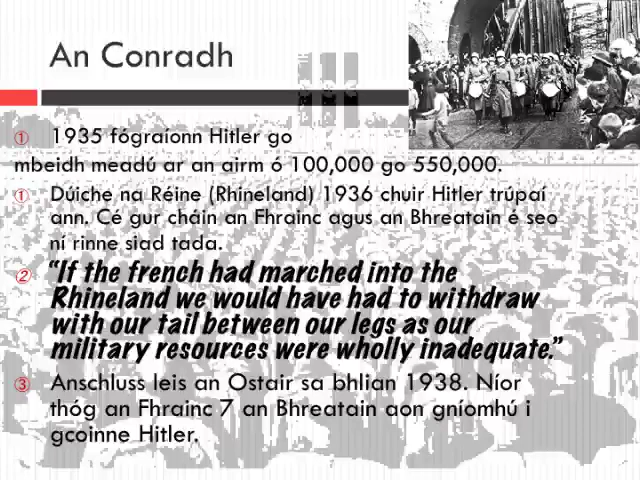 An Conradh
① 1935 fógraíonn Hitler go
mbeidh meadú ar an airm ó 100,000 go 550,000.
① Dúiche na Réine (Rhineland) 1936 chuir Hitler trúpaí
ann. Cé gur cháin an Fhrainc agus an Bhreatain é seo
ní rinne siad tada.
② “If the french had marched into the
Rhineland we would have had to withdraw
with our tail between our legs as our
military resources were wholly inadequate.”
③ Anschluss leis an Ostair sa bhlian 1938. Níor
thóg an Fhrainc 7 an Bhreatain aon gníomhú i
gcoinne Hitler.